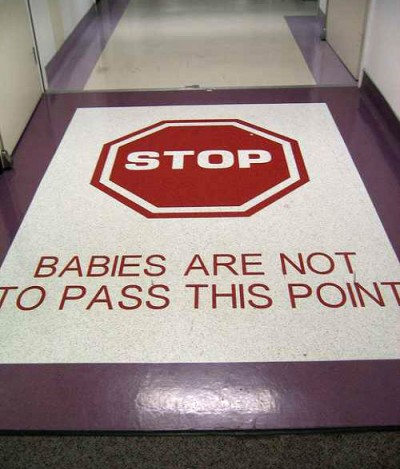 STOP
BABIES ARE NOT
TO PASS THIS POINT